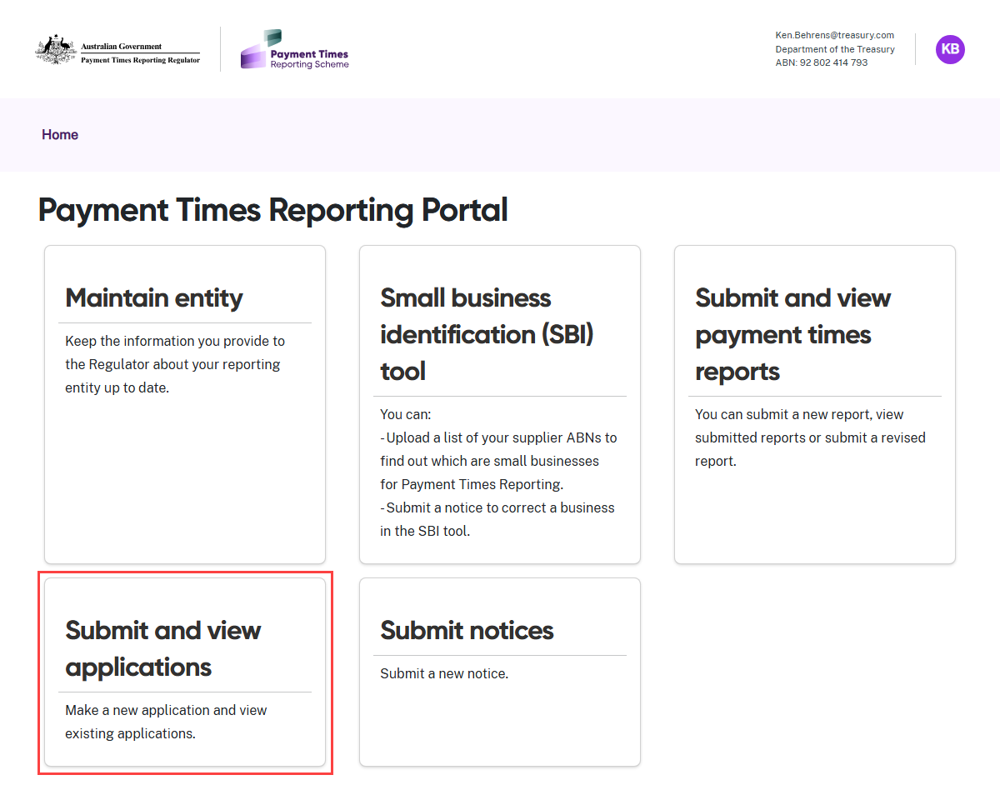 Australian Government
Payment Times Reporting Regulator
Payment Times
Reporting Scheme
Ken.Behrens@treasury.com
Department of the Treasury
ABN: 92 802 414 793
KB
Home
Payment Times Reporting Portal
Maintain entity
Keep the information you provide to
the Regulator about your reporting
entity up to date.
Small business
identification (SBI)
tool
You can:
- Upload a list of your supplier ABNs to
find out which are small businesses
for Payment Times Reporting.
- Submit a notice to correct a business
in the SBI tool.
Submit and view
payment times
reports
You can submit a new report, view
submitted reports or submit a revised
report.
Submit and view
applications
Make a new application and view
existing applications.
Submit notices
Submit a new notice.